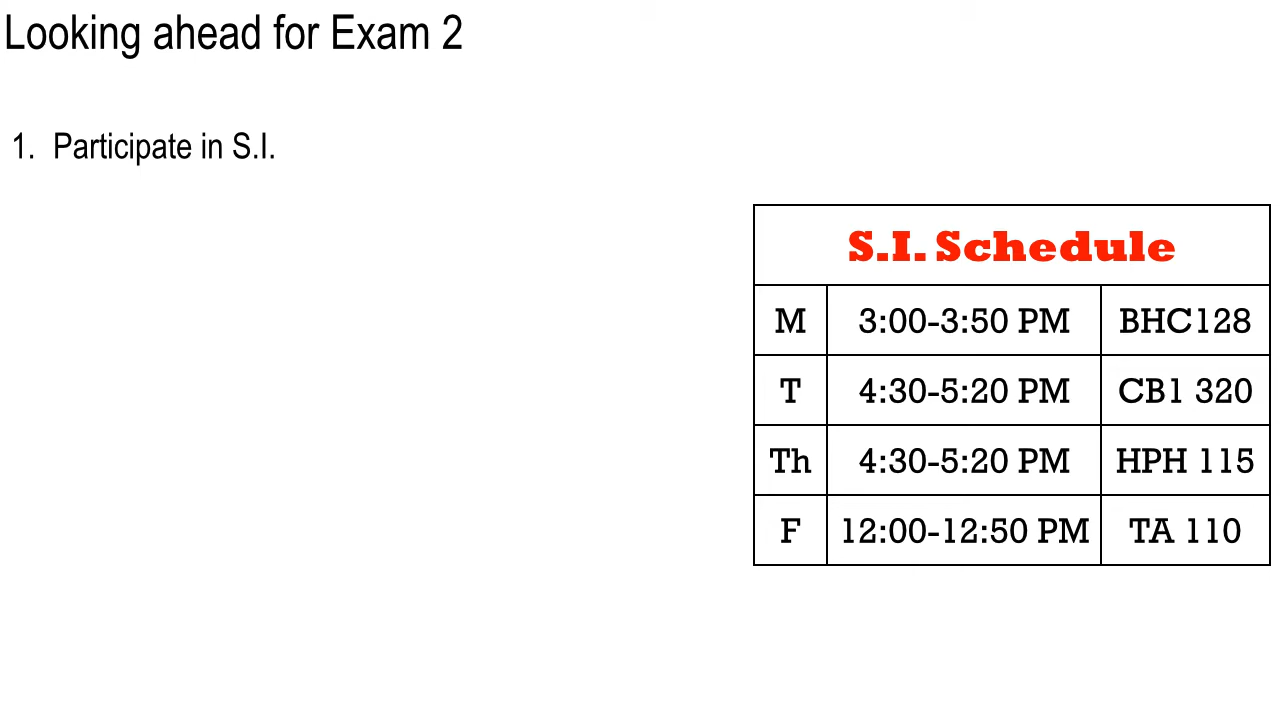 Looking ahead for Exam 2
1. Participate in S.I.
S.I. Schedule
M 3:00-3:50 PM BHC128
T 4:30-5:20 PM CB1 320
Th 4:30-5:20 PM HPH 115
F 12:00-12:50 PM TA 110